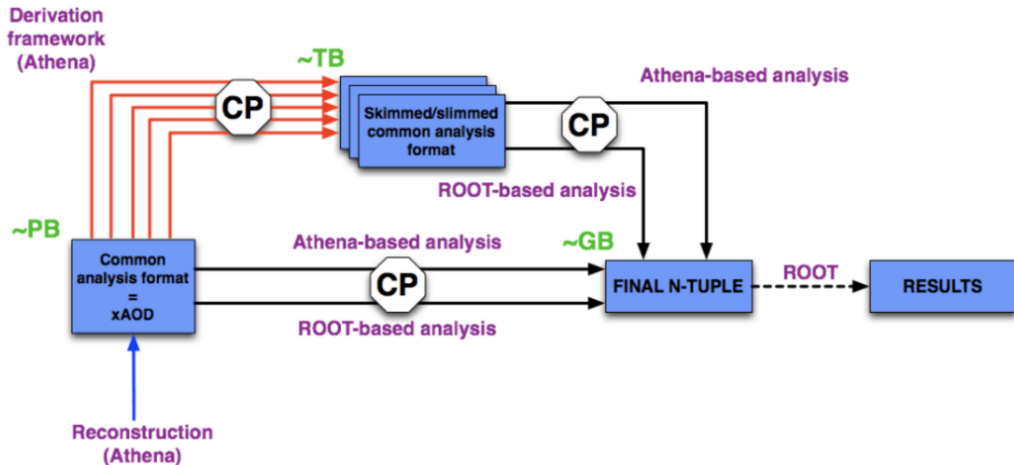 Derivation
framework
(Athena)
~TB
CP
Skimmed/slimmed
common analysis
format
CP
Athena-based analysis
ROOT-based analysis
~PB
Common
analysis format
=
xAOD
Athena-based analysis
CP
ROOT-based analysis
~GB
FINAL N-TUPLE
ROOT
RESULTS
Reconstruction
(Athena)